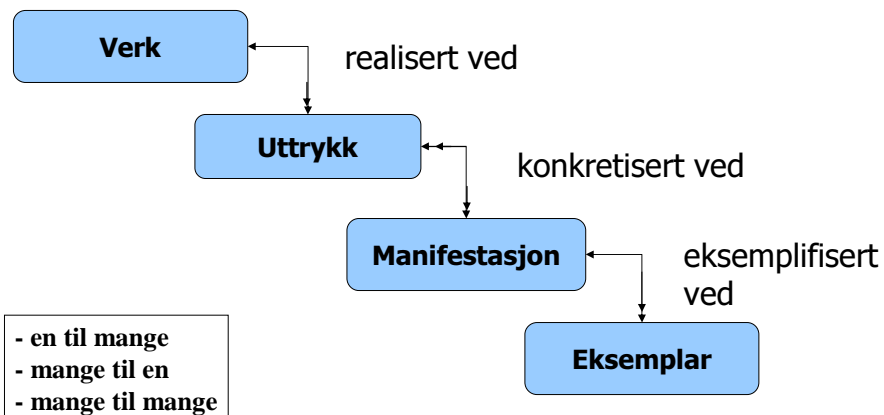 Verk
realisert ved
Uttrykk
konkretisert ved
Manifestasjon
eksemplifisert
ved
Eksemplar
- en til mange
- mange til en
- mange til mange